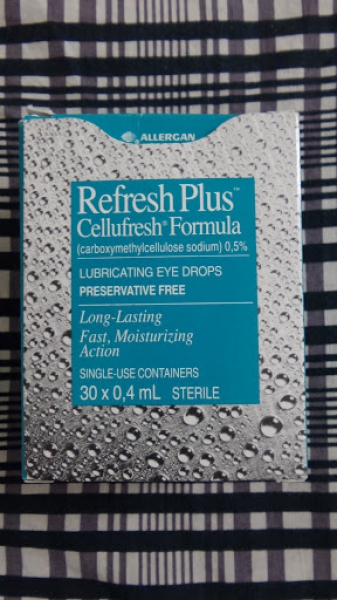 ALLERGAN
Refresh Plus™
Cellufresh® Formula
(carboxymethylcellulose sodium) 0,5%
LUBRICATING EYE DROPS
PRESERVATIVE FREE
Long-Lasting
Fast, Moisturizing
Action
SINGLE-USE CONTAINERS
30 x 0,4 mL STERILE